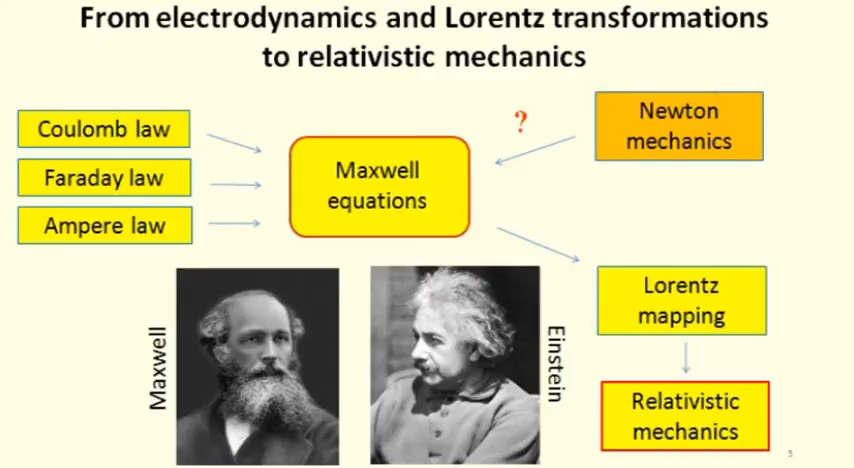 From electrodynamics and Lorentz transformations
to relativistic mechanics
Coulomb law
Faraday law
Ampere law
Maxwell
equations
?
Newton
mechanics
Lorentz
mapping
Relativistic
mechanics
Maxwell
Einstein